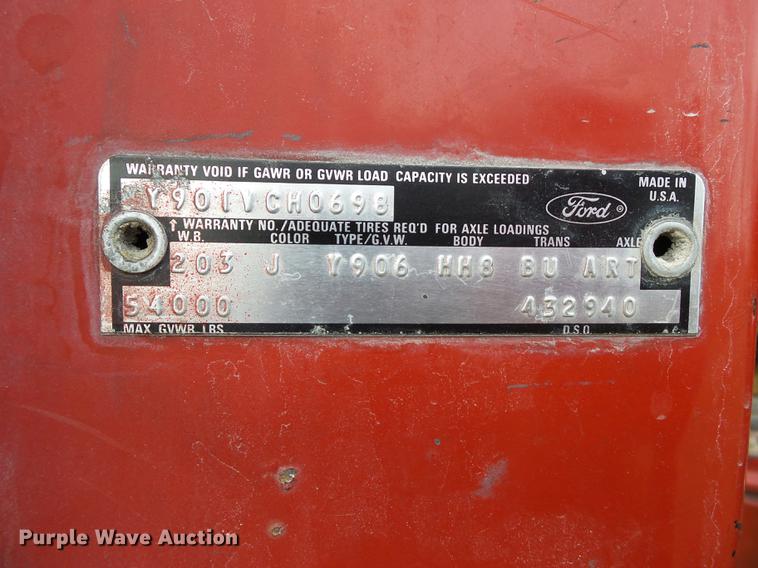 WARRANTY VOID IF GAWR OR GVWR LOAD CAPACITY IS EXCEEDED
Y90TVCH0698
MADE IN
U.S.A.
Ford ®
↑ WARRANTY NO./ADEQUATE TIRES REQ'D FOR AXLE LOADINGS
W.B. COLOR TYPE/G.V.W. BODY TRANS AXLE
203 J Y906 HH8 BU ART
54000 432940
MAX GVWR LBS D.S.O.
Purple Wave Auction